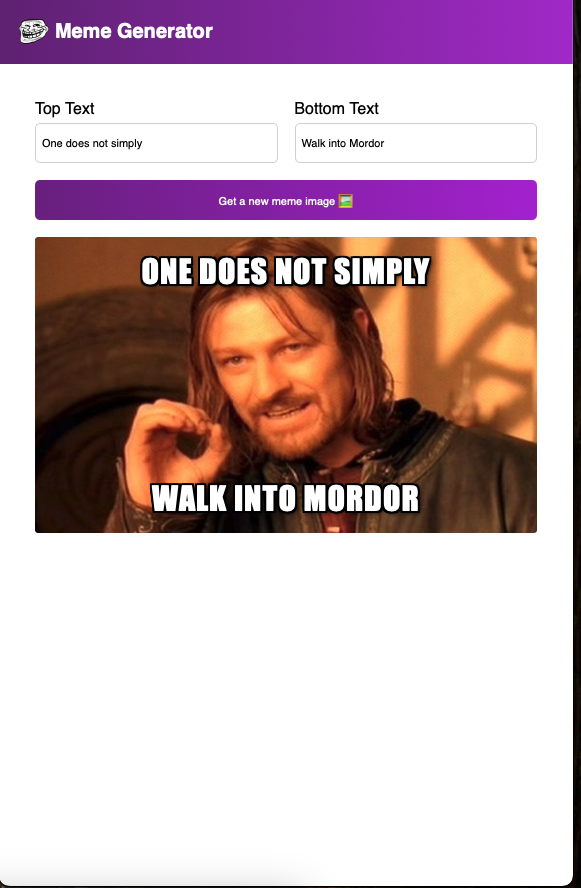 Meme Generator
Top Text
Bottom Text
One does not simply
Walk into Mordor
Get a new meme image 🖼️
ONE DOES NOT SIMPLY
WALK INTO MORDOR